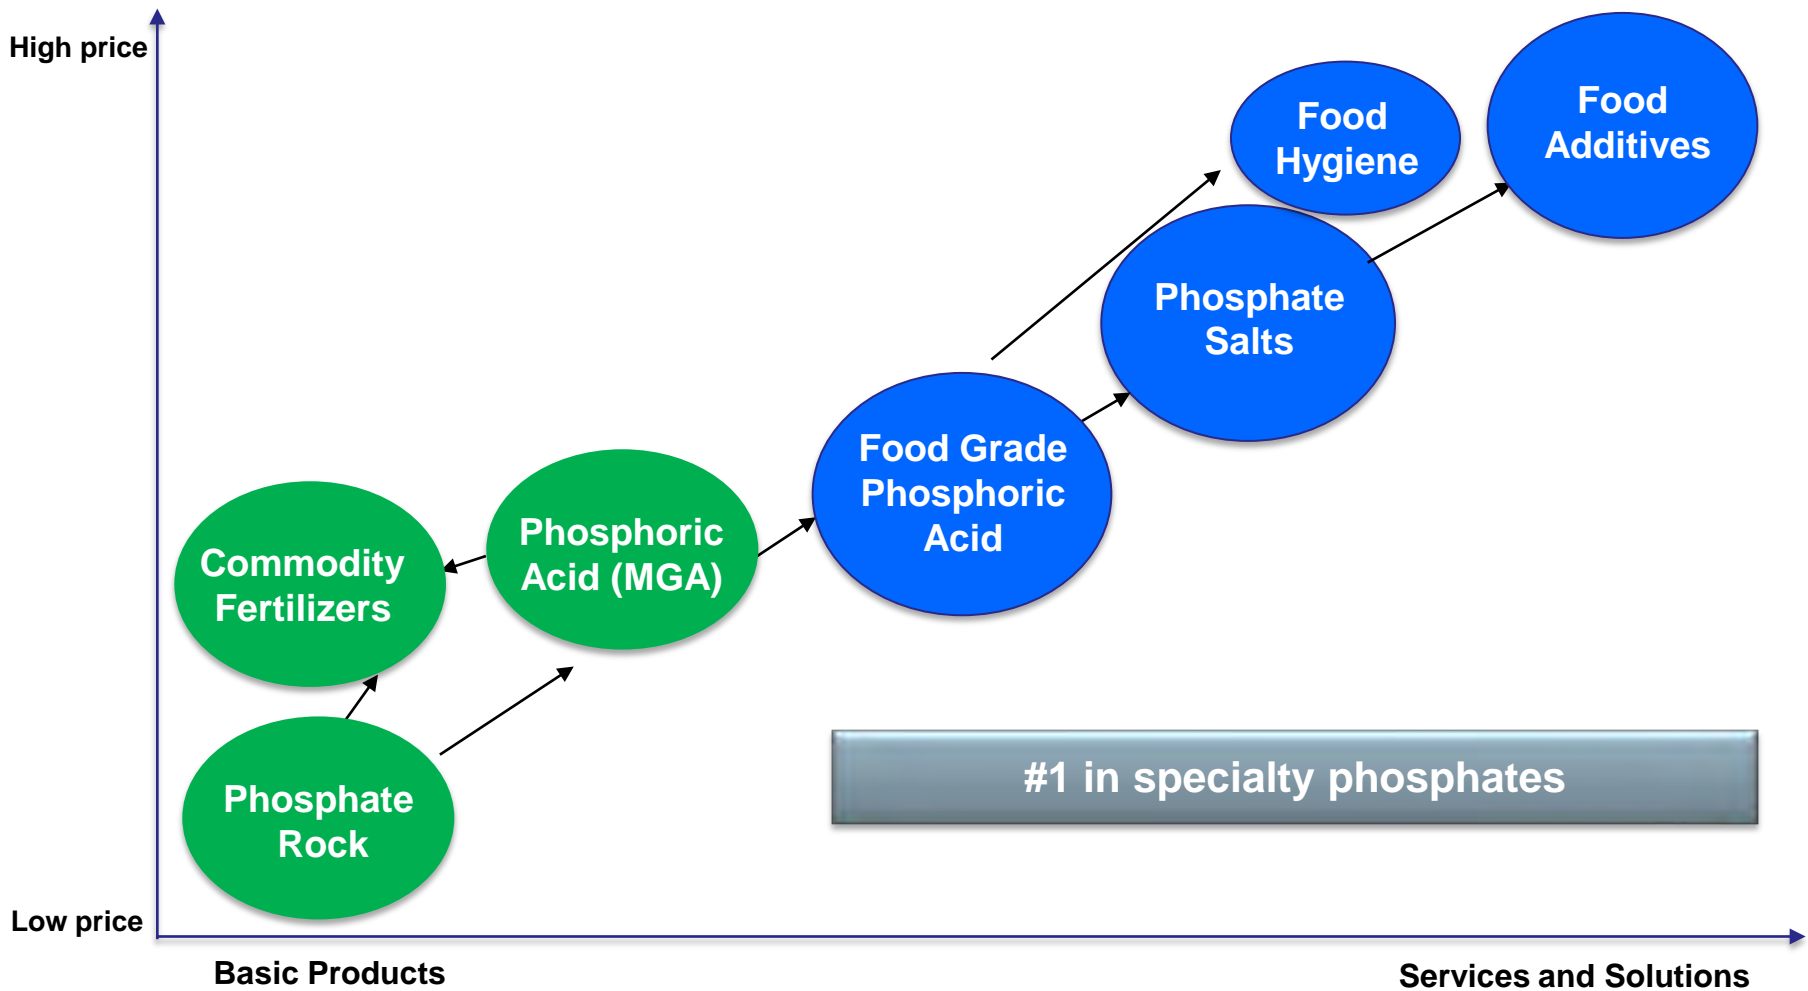 High price
Food
Hygiene
Food
Additives
Phosphate
Salts
Food Grade
Phosphoric
Acid
Phosphoric
Acid (MGA)
Commodity
Fertilizers
Phosphate
Rock
#1 in specialty phosphates
Low price
Basic Products
Services and Solutions